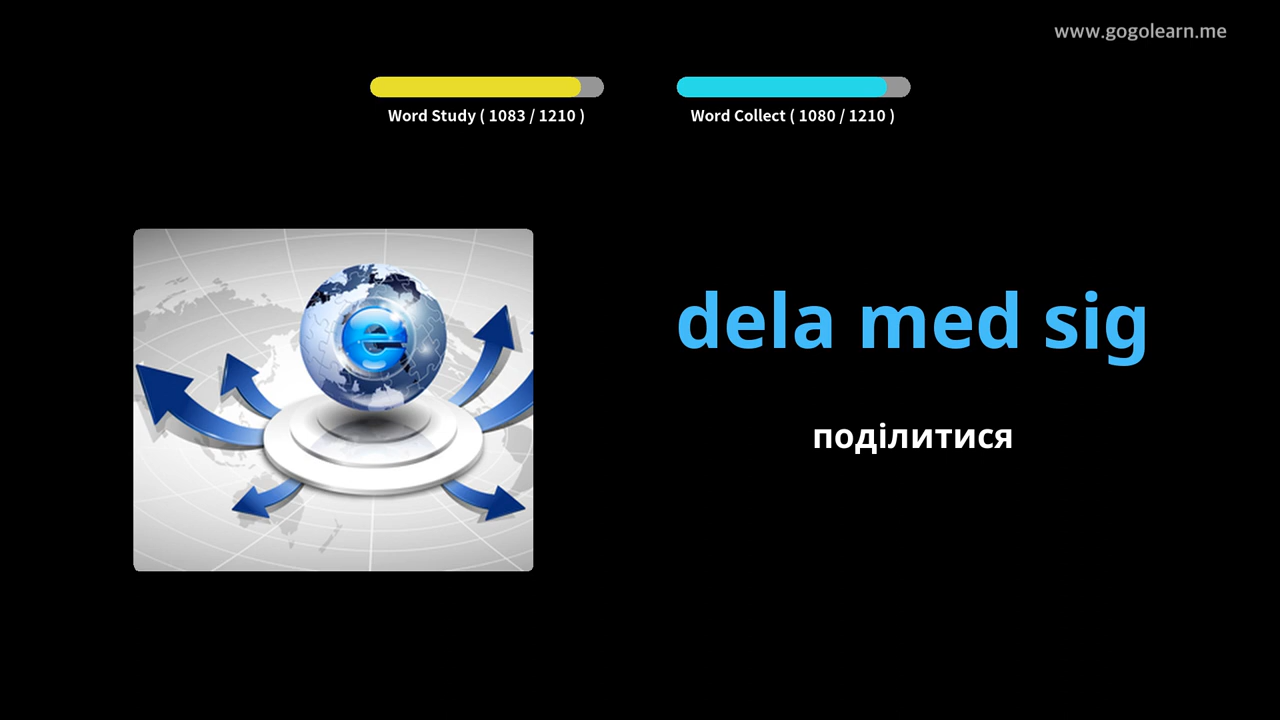 www.gogolearn.me
Word Study ( 1083 / 1210 )
Word Collect ( 1080 / 1210 )
e
dela med sig
поділитися